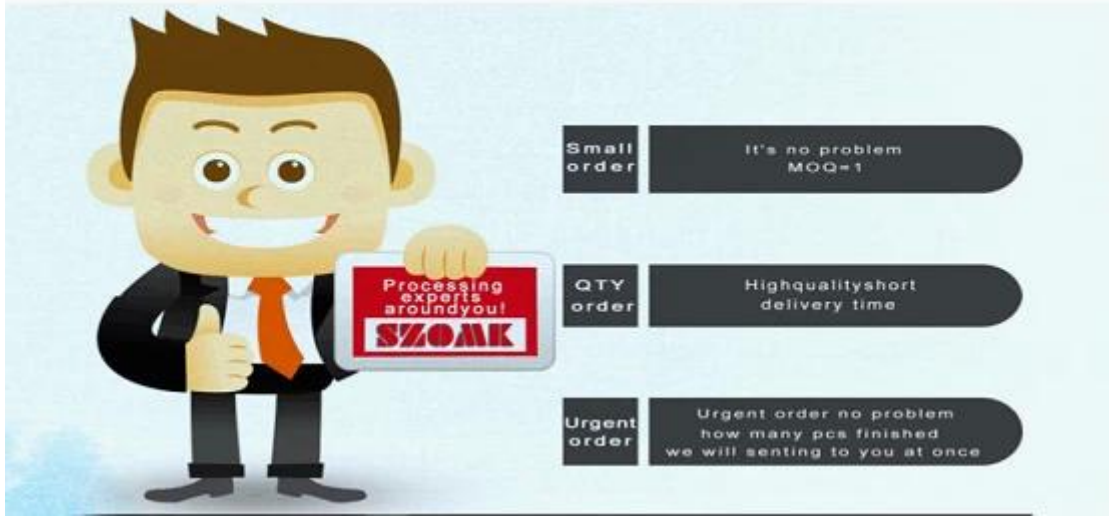 Small
order
It's no problem
MOQ=1
Processing
experts
aroundyou!
SZOMK
QTY
order
Highqualityshort
delivery time
Urgent
order
Urgent order no problem
how many pcs finished
we will senting to you at once